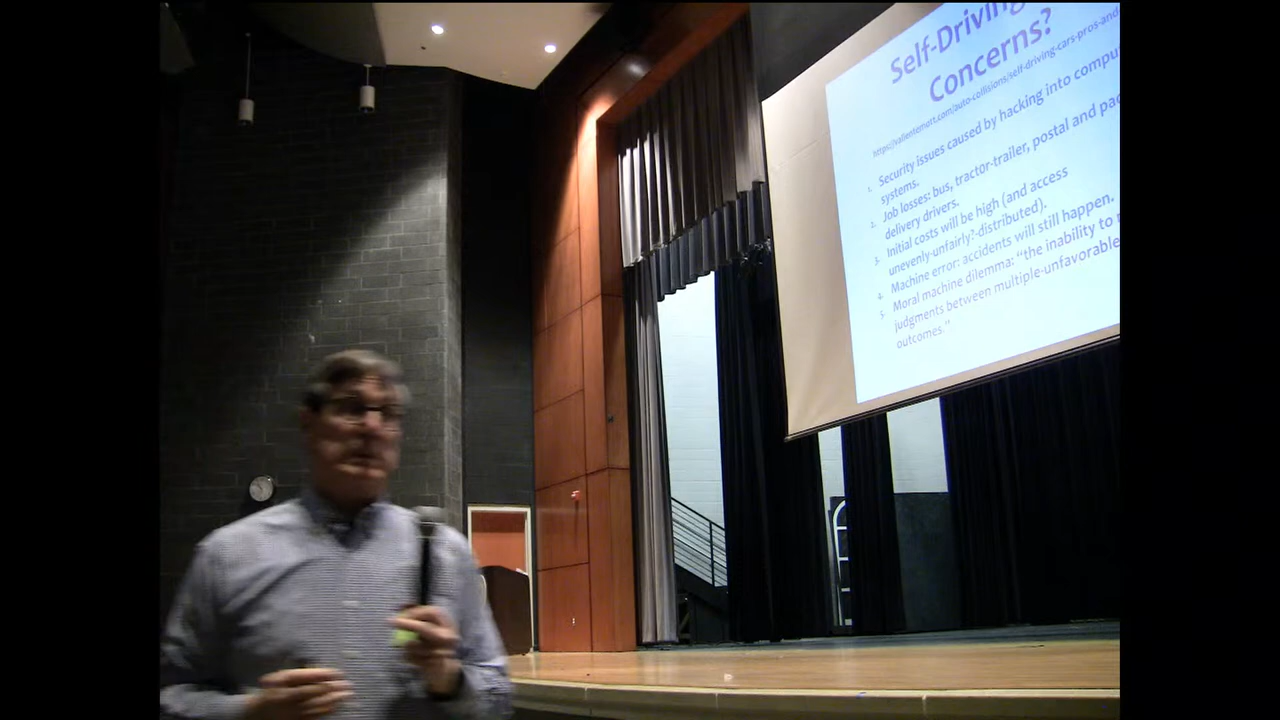 Self-Driving
Concerns?
https://valientemott.com/auto-collisions/self-driving-cars-pros-and
1. Security issues caused by hacking into compu
systems.
2. Job losses: bus, tractor-trailer, postal and pac
delivery drivers.
3. Initial costs will be high (and access
unevenly-unfairly?-distributed).
4. Machine error: accidents will still happen.
5. Moral machine dilemma: “the inability to
judgments between multiple-unfavorable
outcomes.”